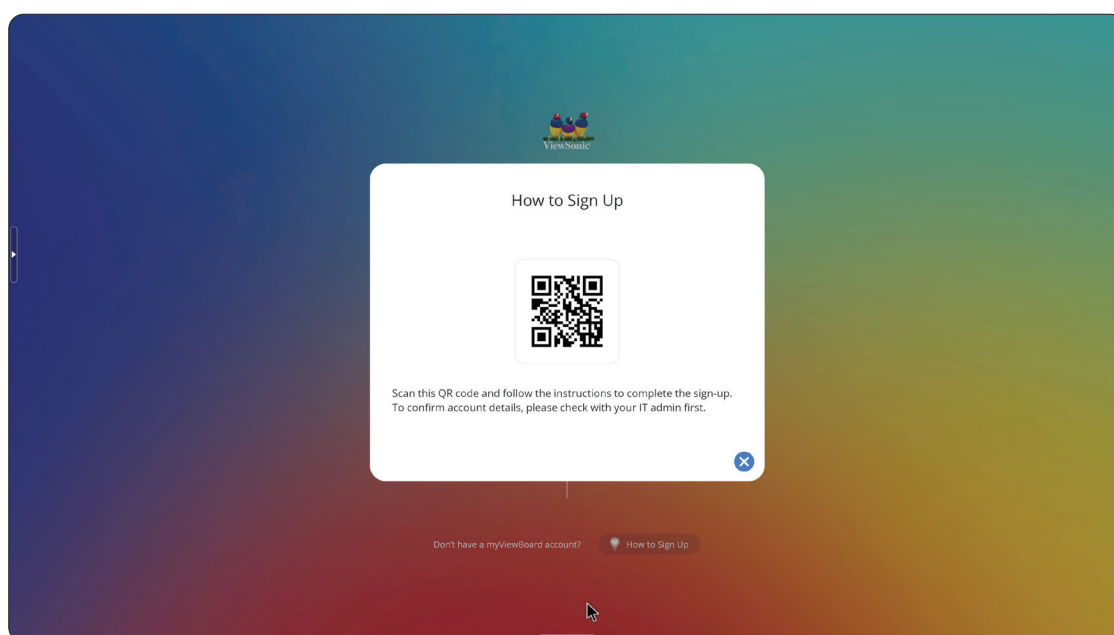 ViewSonic
How to Sign Up
Scan this QR code and follow the instructions to complete the sign-up.
To confirm account details, please check with your IT admin first.
Don't have a myViewBoard account?
How to Sign Up